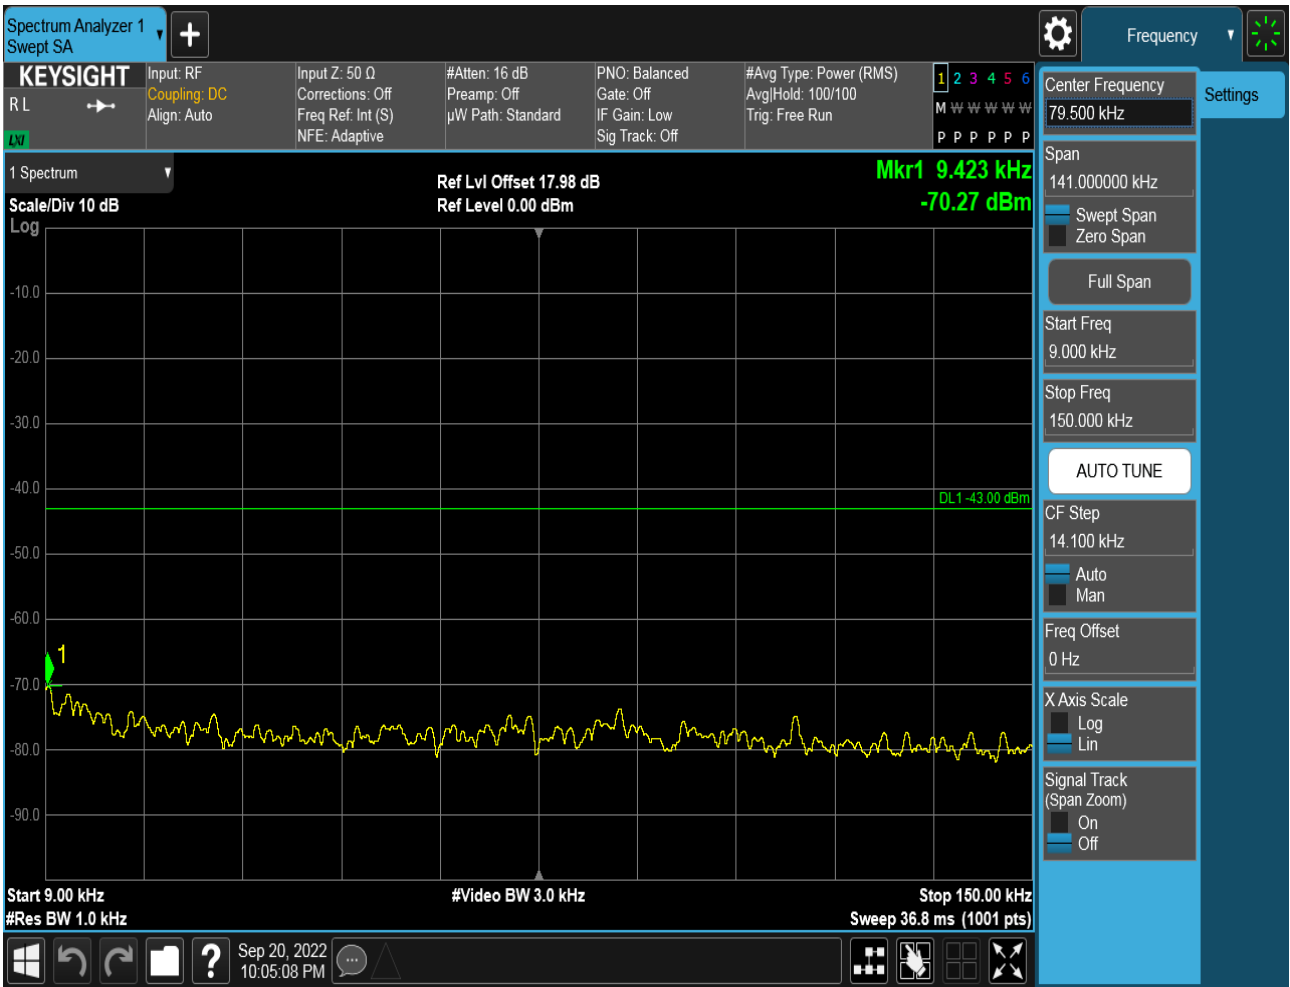 Spectrum Analyzer 1
Swept SA
Frequency
KEYSIGHT
R L
LXI
Input: RF
Coupling: DC
Align: Auto
Input Z: 50 Ω
Corrections: Off
Freq Ref: Int (S)
NFE: Adaptive
#Atten: 16 dB
Preamp: Off
µW Path: Standard
PNO: Balanced
Gate: Off
IF Gain: Low
Sig Track: Off
#Avg Type: Power (RMS)
Avg|Hold: 100/100
Trig: Free Run
1 2 3 4 5 6
M W W W W W
P P P P P P
Center Frequency
79.500 kHz
Settings
Span
141.000000 kHz
Swept Span
Zero Span
Full Span
Start Freq
9.000 kHz
Stop Freq
150.000 kHz
AUTO TUNE
CF Step
14.100 kHz
Auto
Man
Freq Offset
0 Hz
X Axis Scale
Log
Lin
Signal Track
(Span Zoom)
On
Off
1 Spectrum
Scale/Div 10 dB
Log
Ref Lvl Offset 17.98 dB
Ref Level 0.00 dBm
Mkr1 9.423 kHz
-70.27 dBm
-10.0
-20.0
-30.0
-40.0
DL1 -43.00 dBm
-50.0
-60.0
1
-70.0
-80.0
-90.0
Start 9.00 kHz
#Video BW 3.0 kHz
Stop 150.00 kHz
#Res BW 1.0 kHz
Sweep 36.8 ms (1001 pts)
?
Sep 20, 2022
10:05:08 PM